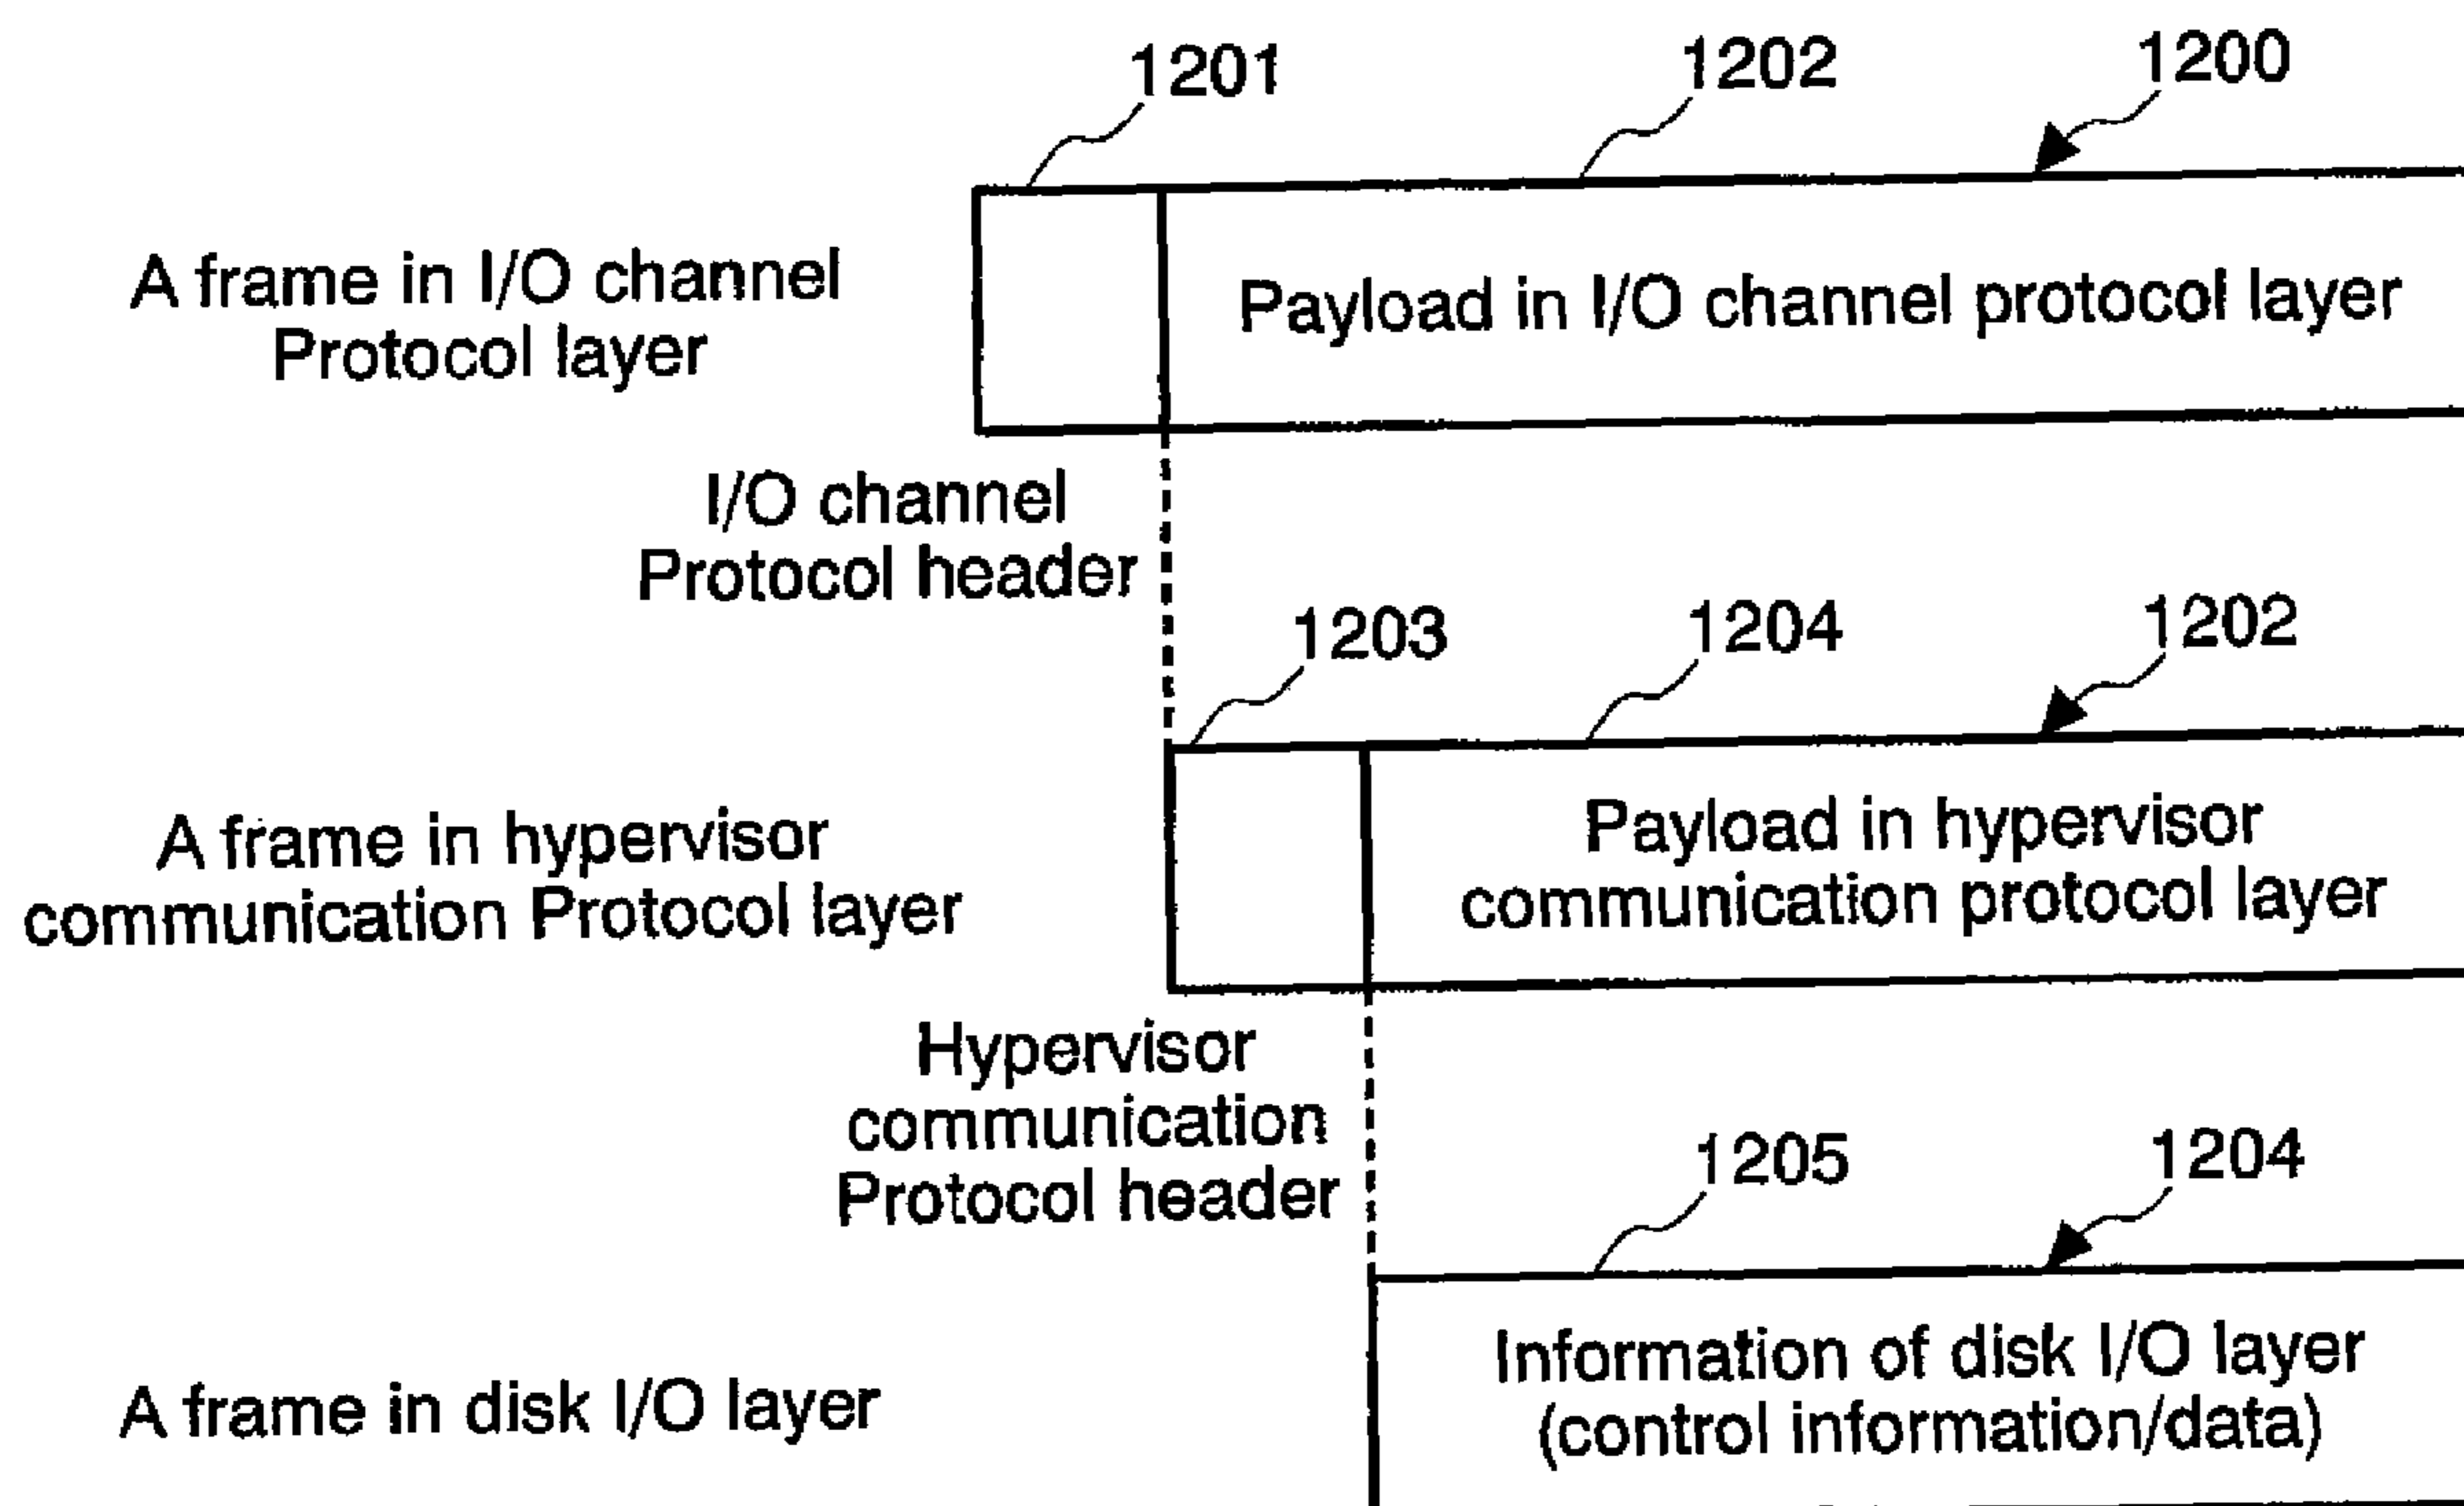 1201
1202
1200
A frame in I/O channel
Protocol layer
Payload in I/O channel protocol layer
I/O channel
Protocol header
1203
1204
1202
A frame in hypervisor
communication Protocol layer
Payload in hypervisor
communication protocol layer
Hypervisor
communication
Protocol header
1205
1204
A frame in disk I/O layer
Information of disk I/O layer
(control information/data)